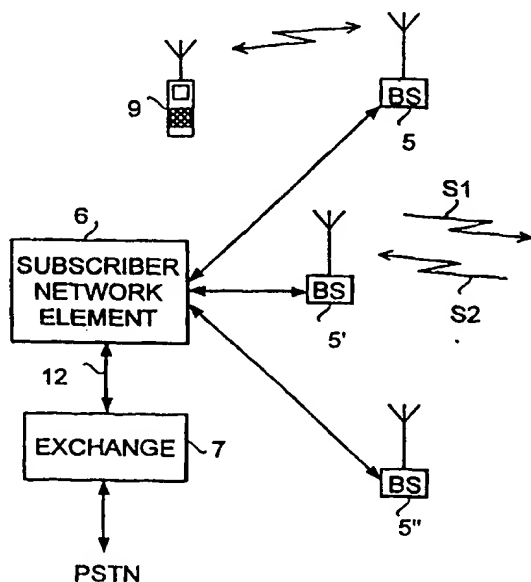 9
BS
5
6
S1
SUBSCRIBER
NETWORK
ELEMENT
BS
5'
S2
12
EXCHANGE
7
BS
5"
PSTN